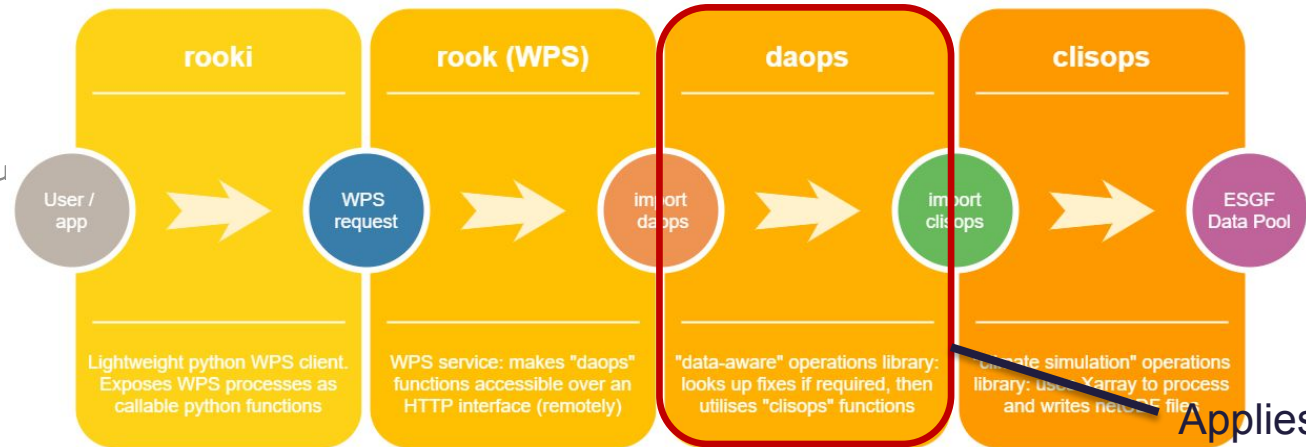 rooki
rook (WPS)
daops
clisops
User /
app
WPS
request
import
daops
import
clisops
ESGF
Data Pool
Lightweight python WPS client.
Exposes WPS processes as
callable python functions
WPS service: makes "daops"
functions accessible over an
HTTP interface (remotely)
"data-aware" operations library:
looks up fixes if required, then
utilises "clisops" functions
"climate simulation" operations
library: uses Xarray to process
and writes netCDF files
Applies